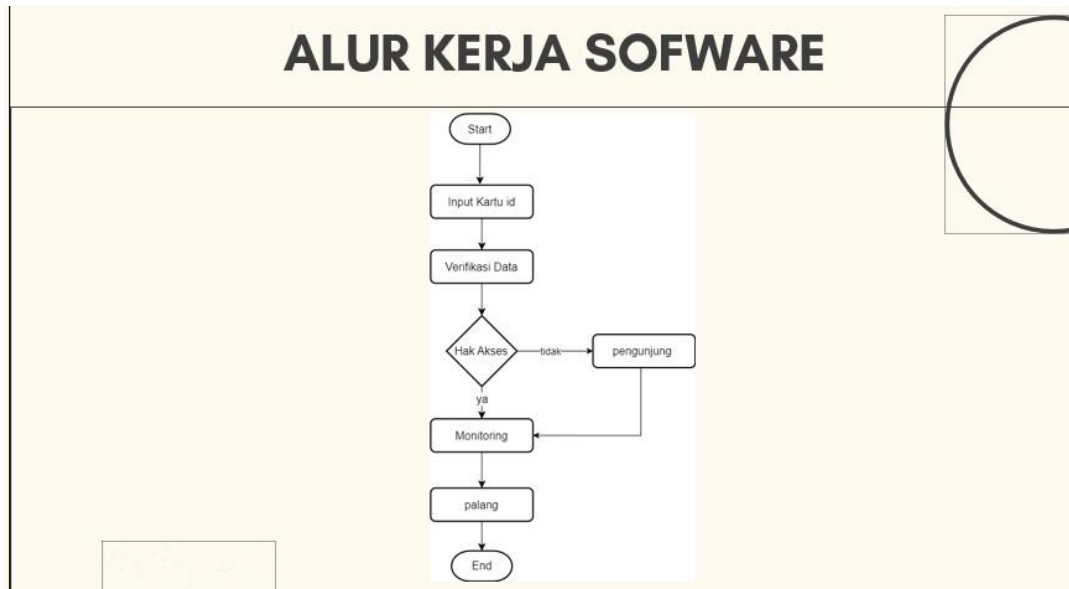 ALUR KERJA SOFWARE
Start
Input Kartu id
Verifikasi Data
Hak Akses
tidak
pengunjung
ya
Monitoring
palang
End